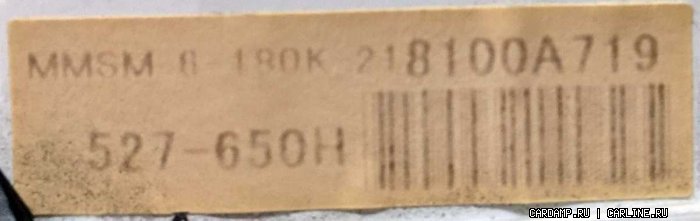 MMSM 6 180K 218100A719
527-650H
CARDAMP.RU | CARLINE.RU